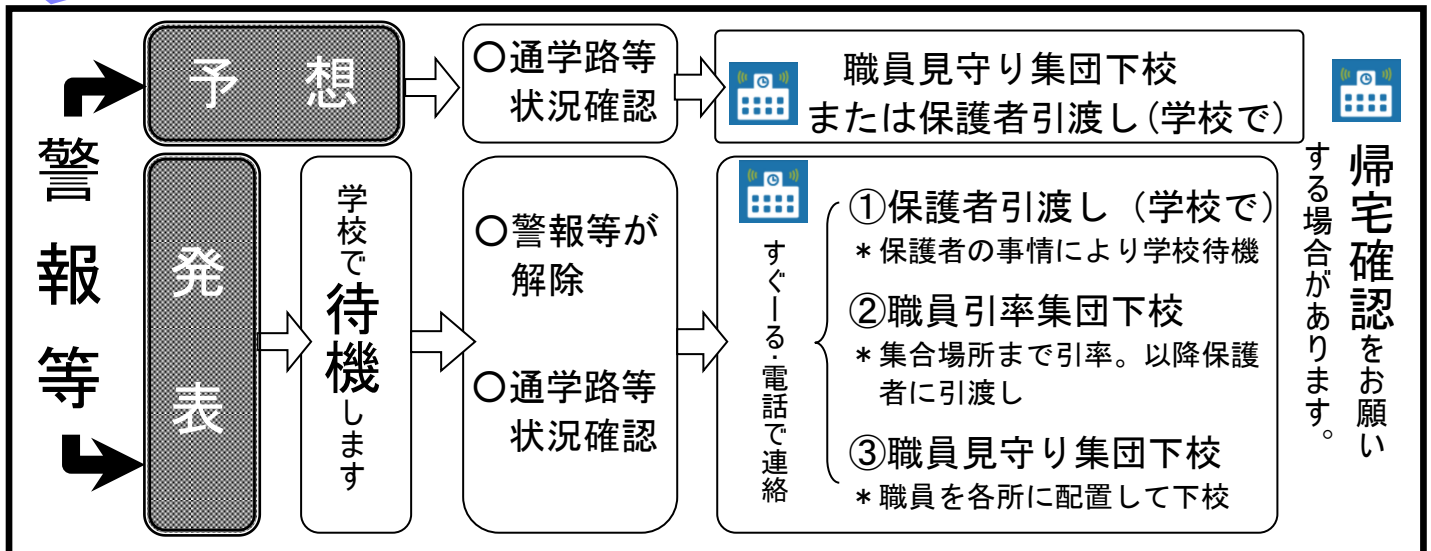 警報等
予想
〇通学路等
状況確認
職員見守り集団下校
または保護者引渡し(学校で)
発表
学校で待機します
〇警報等が
解除
〇通学路等
状況確認
すぐーる・電話で連絡
①保護者引渡し（学校で）
＊保護者の事情により学校待機
②職員引率集団下校
＊集合場所まで引率。以降保護
者に引渡し
③職員見守り集団下校
＊職員を各所に配置して下校
帰宅確認をお願い
する場合があります。